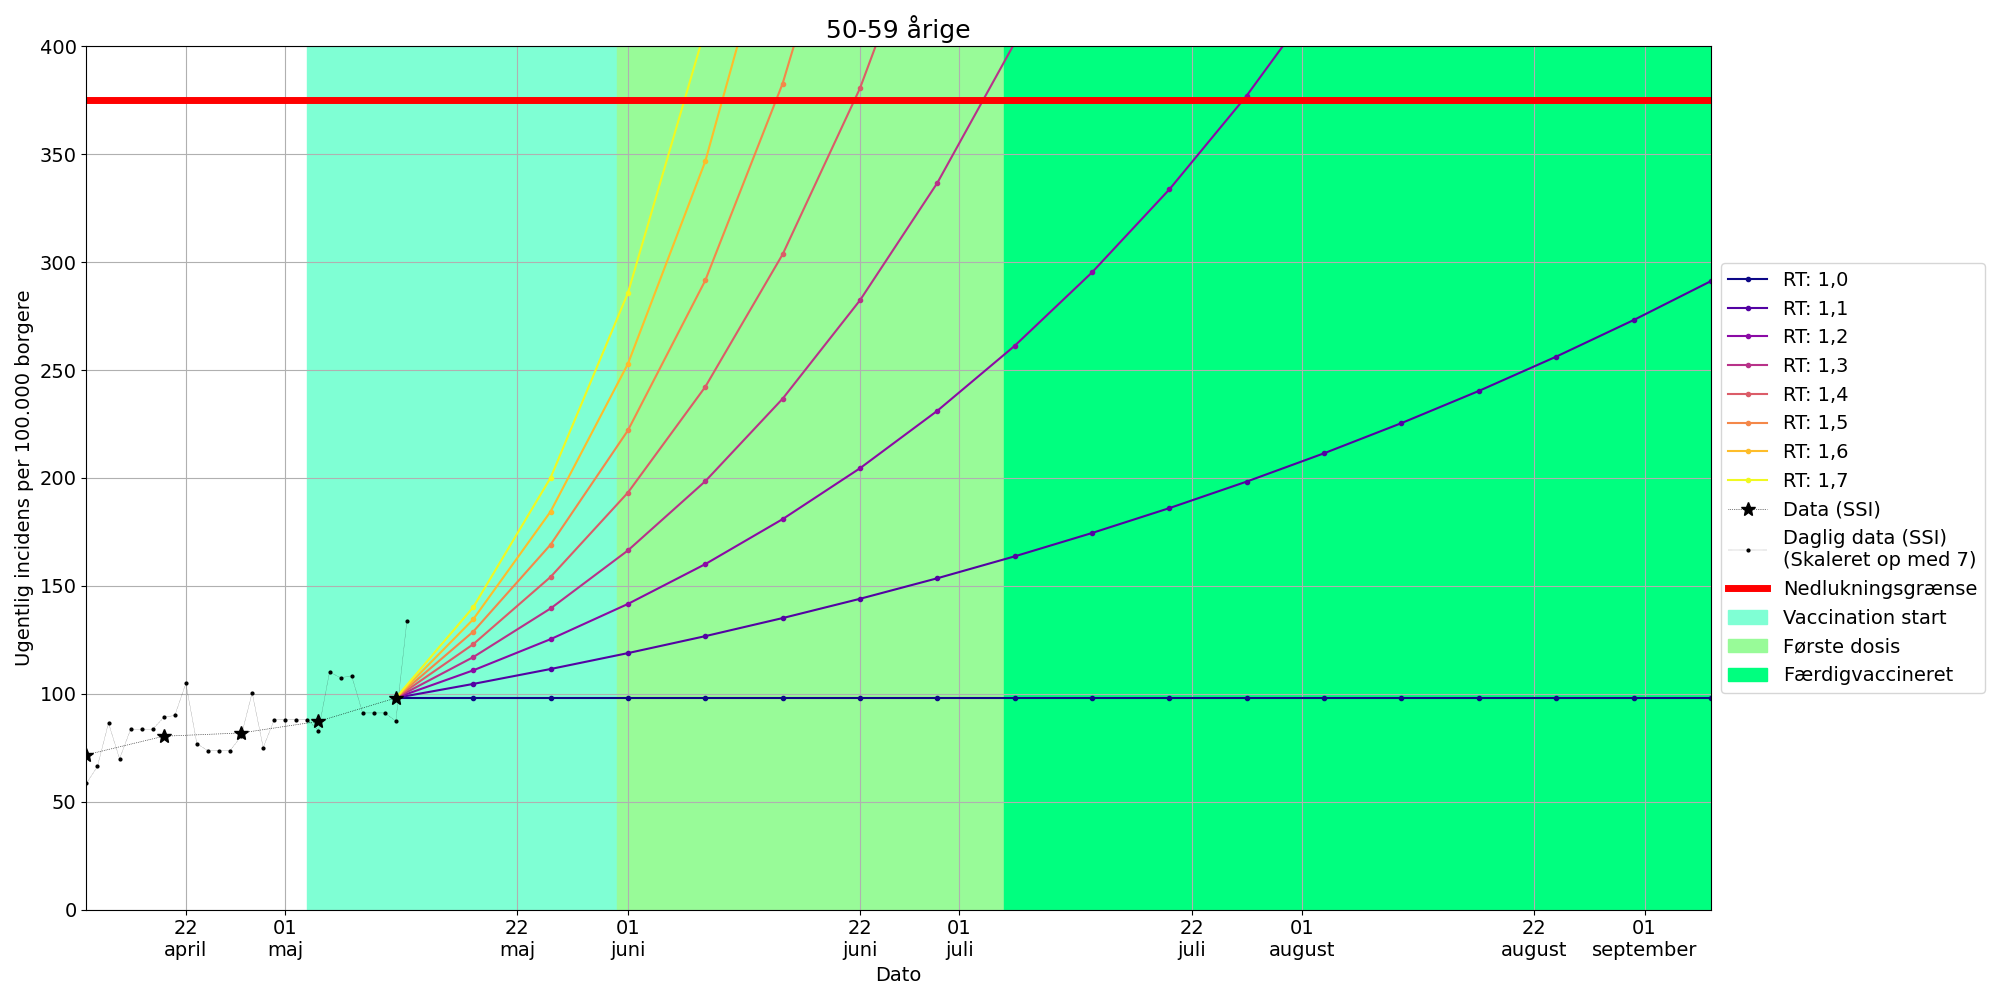 50-59 årige
Ugentlig incidens per 100.000 borgere
400
350
300
250
200
150
100
50
0
22 april
01 maj
22 maj
01 juni
22 juni
01 juli
22 juli
01 august
22 august
01 september
Dato
RT: 1,0
RT: 1,1
RT: 1,2
RT: 1,3
RT: 1,4
RT: 1,5
RT: 1,6
RT: 1,7
Data (SSI)
Daglig data (SSI)
(Skaleret op med 7)
Nedlukningsgrænse
Vaccination start
Første dosis
Færdigvaccineret